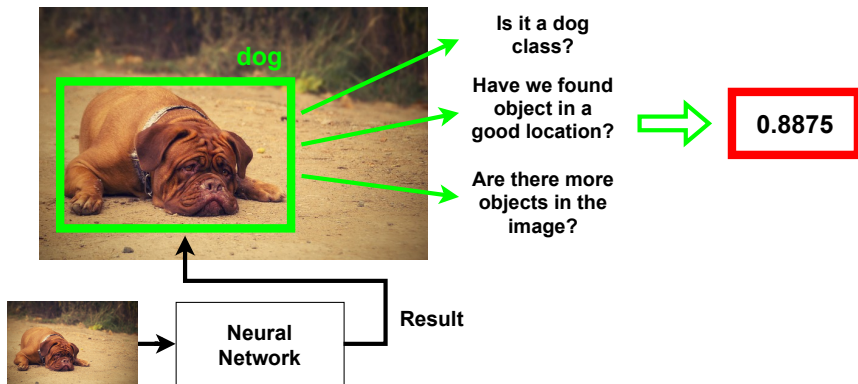 dog
Is it a dog
class?
Have we found
object in a
good location?
Are there more
objects in the
image?
0.8875
Neural
Network
Result